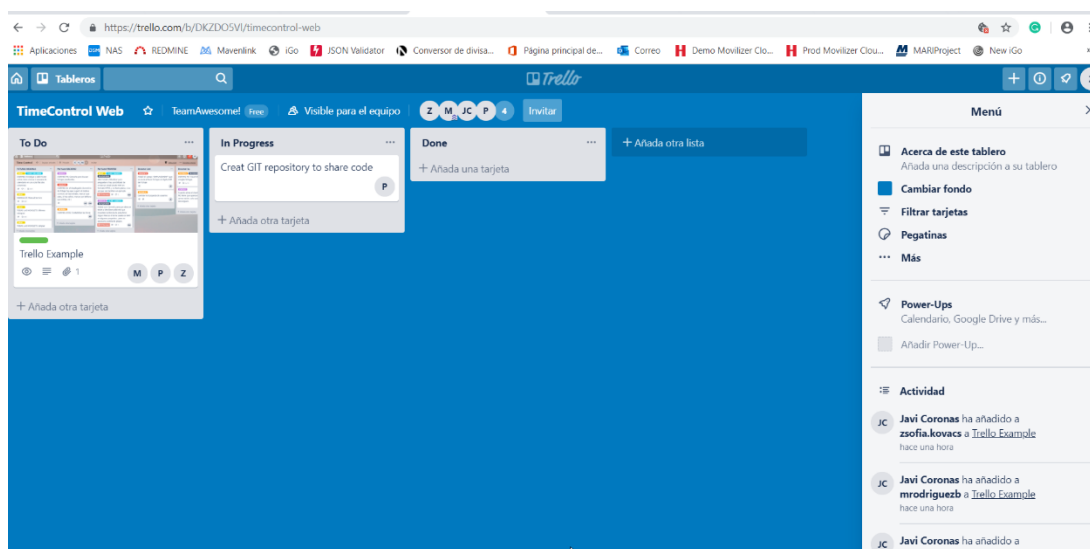 https://trello.com/b/DKZDO5Vl/timecontrol-web
Aplicaciones NAS REDMINE Mavenlink iGo JSON Validator Conversor de divisa... Página principal de... Correo Demo Movilizer Clo... Prod Movilizer Clou... MARIProject New iGo
Tableros Trello
TimeControl Web TeamAwesome! Free Visible para el equipo Z M JC P 4 Invitar
To Do
Trello Example
1 M P Z
+ Añada otra tarjeta
In Progress
Creat GIT repository to share code
P
+ Añada otra tarjeta
Done
+ Añada una tarjeta
+ Añada otra lista
Menú
Acerca de este tablero
Añada una descripción a su tablero
Cambiar fondo
Filtrar tarjetas
Pegatinas
Más
Power-Ups
Calendario, Google Drive y más...
Añadir Power-Up...
Actividad
JC Javi Coronas ha añadido a
zsofia.kovacs a Trello Example
hace una hora
JC Javi Coronas ha añadido a
mrodriguezb a Trello Example
hace una hora
JC Javi Coronas ha añadido a